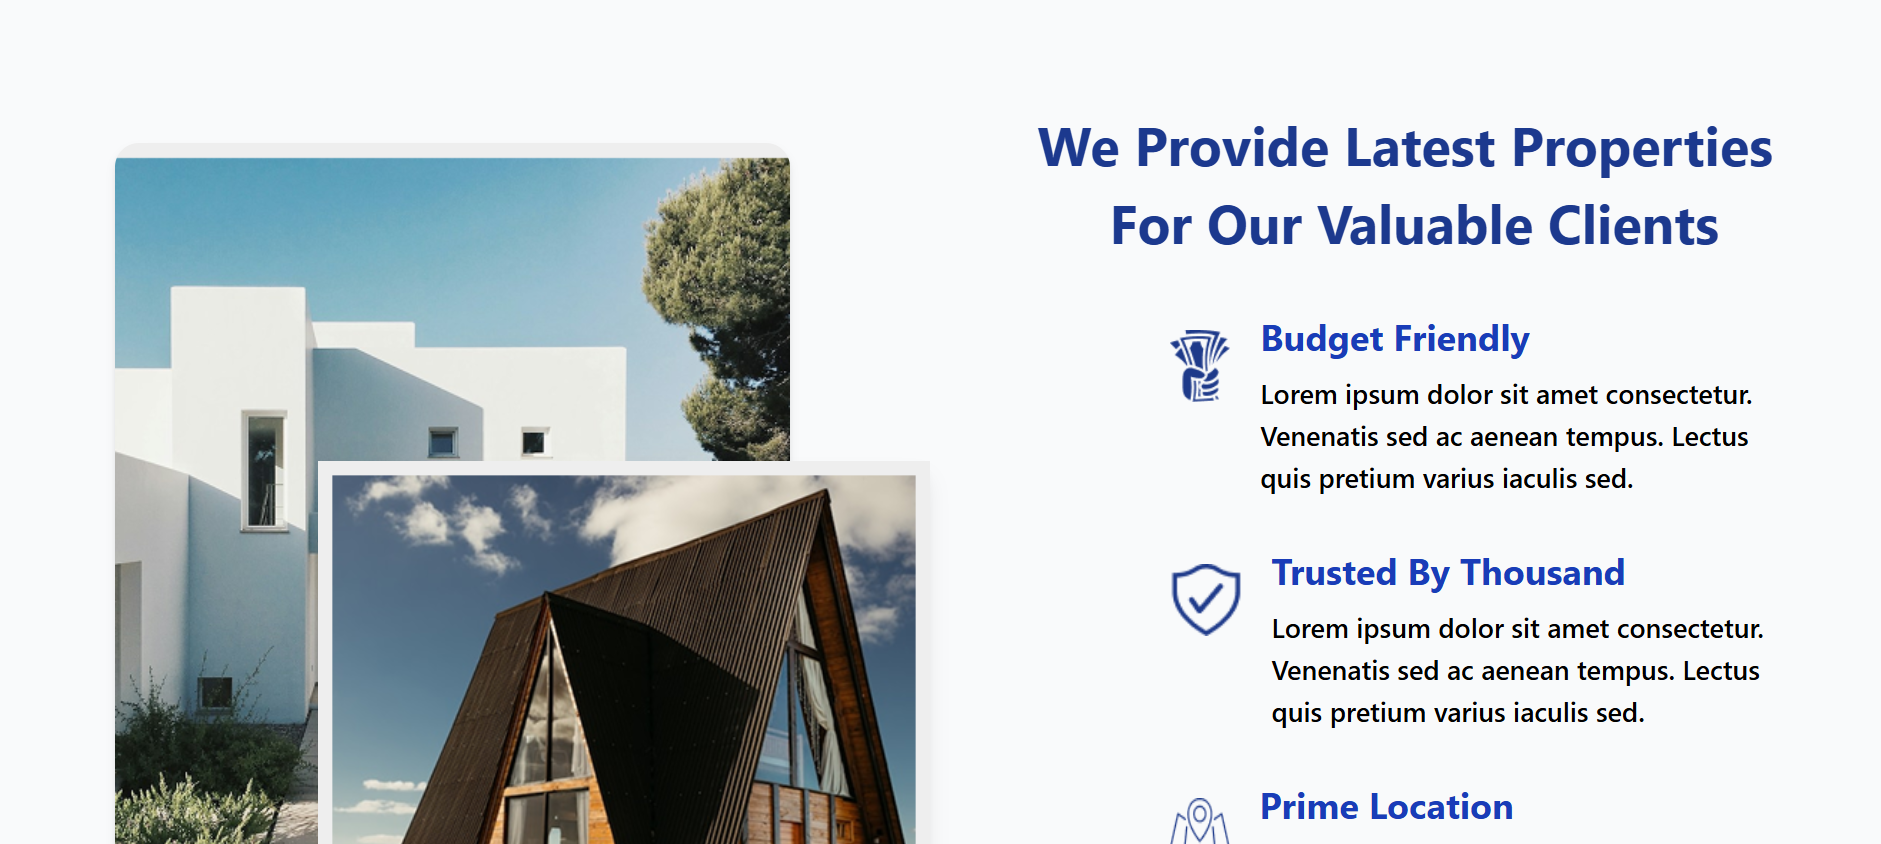 We Provide Latest Properties
For Our Valuable Clients
Budget Friendly
Lorem ipsum dolor sit amet consectetur.
Venenatis sed ac aenean tempus. Lectus
quis pretium varius iaculis sed.
Trusted By Thousand
Lorem ipsum dolor sit amet consectetur.
Venenatis sed ac aenean tempus. Lectus
quis pretium varius iaculis sed.
Prime Location